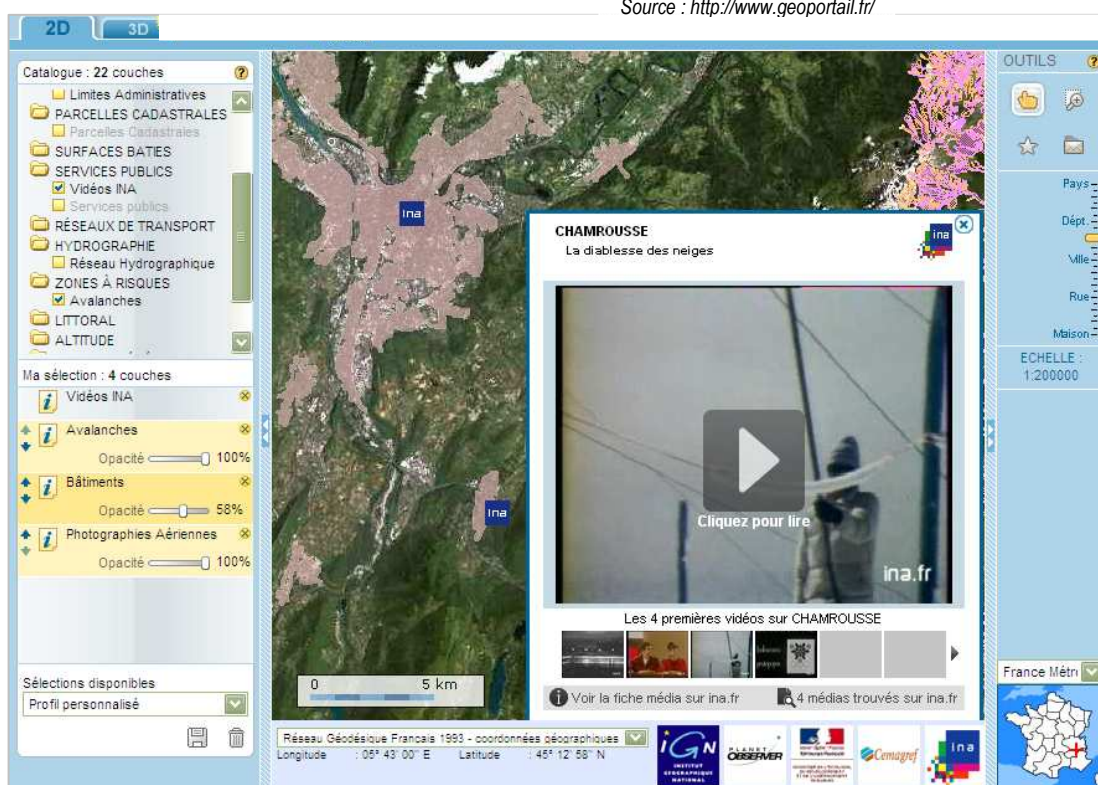 Source : http://www.geoportail.fr/
2D
3D
Catalogue : 22 couches
?
Limites Administratives
PARCELLES CADASTRALES
Parcelles Cadastrales
SURFACES BATIES
SERVICES PUBLICS
Vidéos INA
Services publics
RÉSEAUX DE TRANSPORT
HYDROGRAPHIE
Réseau Hydrographique
ZONES À RISQUES
Avalanches
LITTORAL
ALTITUDE
Ma sélection : 4 couches
Vidéos INA
Avalanches
Opacité 100%
Bâtiments
Opacité 58%
Photographies Aériennes
Opacité 100%
Sélections disponibles
Profil personnalisé
Ina
Ina
0 5 km
CHAMROUSSE
La diablesse des neiges
ina
Cliquez pour lire
ina.fr
Les 4 premières vidéos sur CHAMROUSSE
Voir la fiche média sur ina.fr
4 médias trouvés sur ina.fr
Réseau Géodésique Francais 1993 - coordonnées géographiques
Longitude : 05° 43' 00" E Latitude : 45° 12' 58" N
IGN
INSTITUT
GEOGRAPHIQUE
NATIONAL
PLANET
OBSERVER
Cemagref
ina
OUTILS
?
Pays
Dépt.
Ville
Rue
Maison
ECHELLE :
1:200000
France Métr